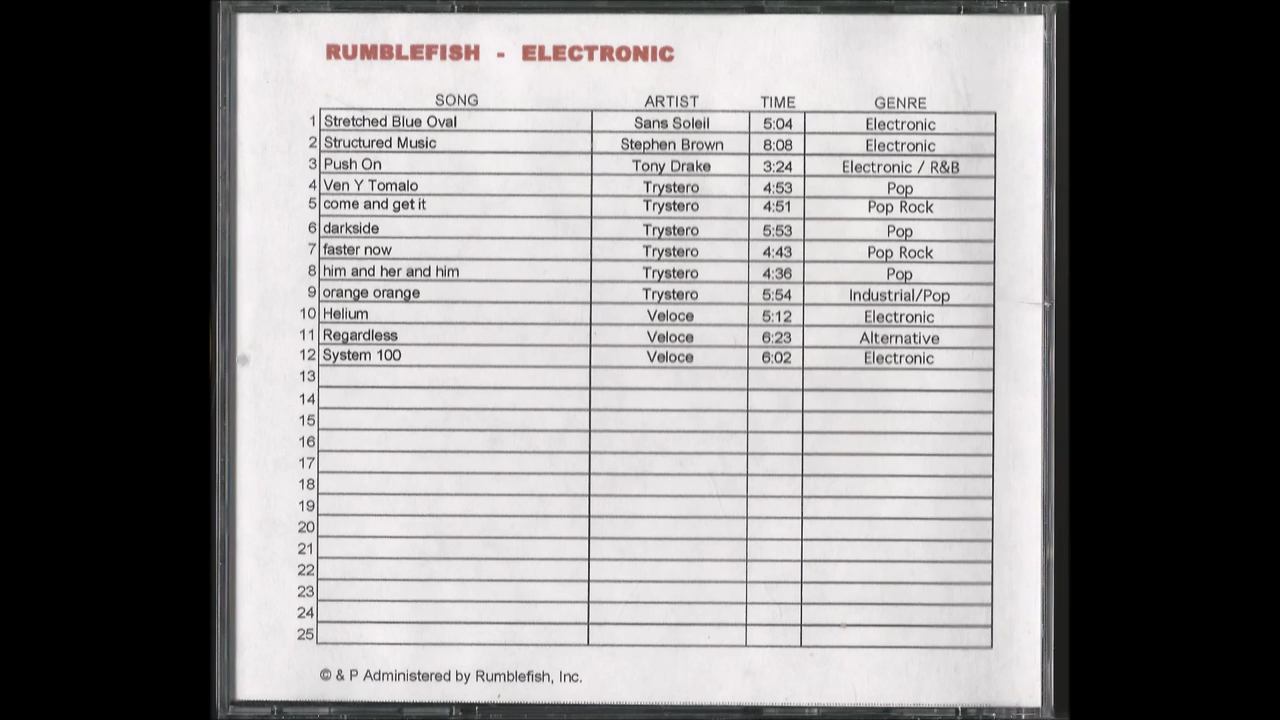 RUMBLEFISH - ELECTRONIC
SONG ARTIST TIME GENRE
1 Stretched Blue Oval Sans Soleil 5:04 Electronic
2 Structured Music Stephen Brown 8:08 Electronic
3 Push On Tony Drake 3:24 Electronic / R&B
4 Ven Y Tomalo Trystero 4:53 Pop
5 come and get it Trystero 4:51 Pop Rock
6 darkside Trystero 5:53 Pop
7 faster now Trystero 4:43 Pop Rock
8 him and her and him Trystero 4:36 Pop
9 orange orange Trystero 5:54 Industrial/Pop
10 Helium Veloce 5:12 Electronic
11 Regardless Veloce 6:23 Alternative
12 System 100 Veloce 6:02 Electronic
13
14
15
16
17
18
19
20
21
22
23
24
25
© & P Administered by Rumblefish, Inc.